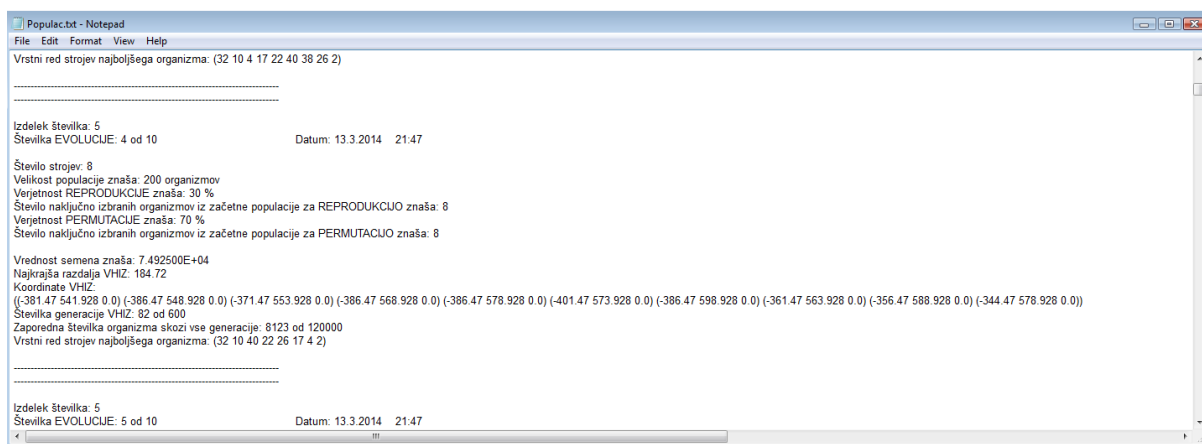 Populac.txt - Notepad
File Edit Format View Help
Vrstni red strojev najboljšega organizma: (32 10 4 17 22 40 38 26 2)
--------------------------------------------------------------------------------
--------------------------------------------------------------------------------
Izdelek številka: 5
Številka EVOLUCIJE: 4 od 10 Datum: 13.3.2014 21:47
Število strojev: 8
Velikost populacije znaša: 200 organizmov
Verjetnost REPRODUKCIJE znaša: 30 %
Število naključno izbranih organizmov iz začetne populacije za REPRODUKCIJO znaša: 8
Verjetnost PERMUTACIJE znaša: 70 %
Število naključno izbranih organizmov iz začetne populacije za PERMUTACIJO znaša: 8
Vrednost semena znaša: 7.492500E+04
Najkrajša razdalja VHIZ: 184.72
Koordinate VHIZ:
((-381.47 541.928 0.0) (-386.47 548.928 0.0) (-371.47 553.928 0.0) (-386.47 568.928 0.0) (-386.47 578.928 0.0) (-401.47 573.928 0.0) (-386.47 598.928 0.0) (-361.47 563.928 0.0) (-356.47 588.928 0.0) (-344.47 578.928 0.0))
Številka generacije VHIZ: 82 od 600
Zaporedna številka organizma skozi vse generacije: 8123 od 120000
Vrstni red strojev najboljšega organizma: (32 10 40 22 26 17 4 2)
--------------------------------------------------------------------------------
--------------------------------------------------------------------------------
Izdelek številka: 5
Številka EVOLUCIJE: 5 od 10 Datum: 13.3.2014 21:47